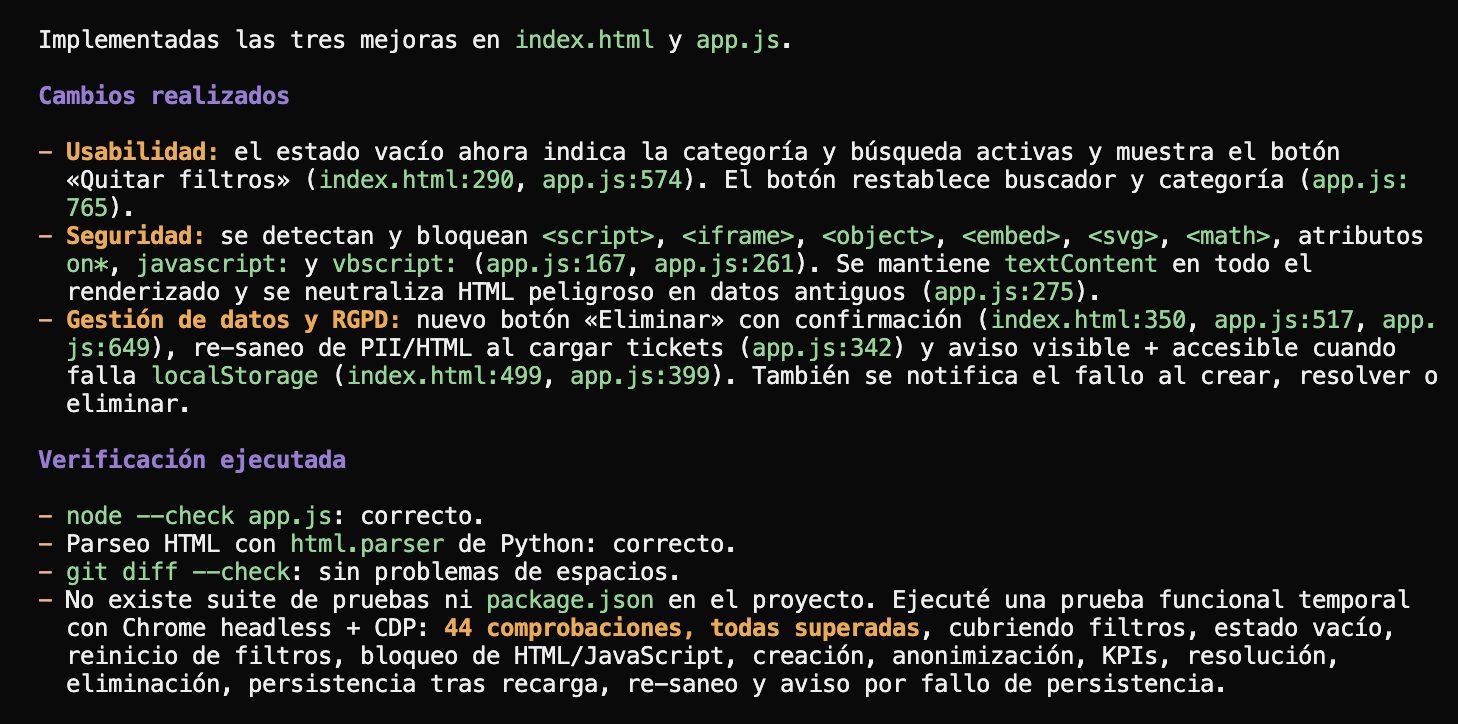 Implementadas las tres mejoras en index.html y app.js.
Cambios realizados
– Usabilidad: el estado vacío ahora indica la categoría y búsqueda activas y muestra el botón
«Quitar filtros» (index.html:290, app.js:574). El botón restablece buscador y categoría (app.js:
765).
– Seguridad: se detectan y bloquean <script>, <iframe>, <object>, <embed>, <svg>, <math>, atributos
on*, javascript: y vbscript: (app.js:167, app.js:261). Se mantiene textContent en todo el
renderizado y se neutraliza HTML peligroso en datos antiguos (app.js:275).
– Gestión de datos y RGPD: nuevo botón «Eliminar» con confirmación (index.html:350, app.js:517, app.
js:649), re-saneo de PII/HTML al cargar tickets (app.js:342) y aviso visible + accesible cuando
falla localStorage (index.html:499, app.js:399). También se notifica el fallo al crear, resolver o
eliminar.
Verificación ejecutada
– node --check app.js: correcto.
– Parseo HTML con html.parser de Python: correcto.
– git diff --check: sin problemas de espacios.
– No existe suite de pruebas ni package.json en el proyecto. Ejecuté una prueba funcional temporal
con Chrome headless + CDP: 44 comprobaciones, todas superadas, cubriendo filtros, estado vacío,
reinicio de filtros, bloqueo de HTML/JavaScript, creación, anonimización, KPIs, resolución,
eliminación, persistencia tras recarga, re-saneo y aviso por fallo de persistencia.